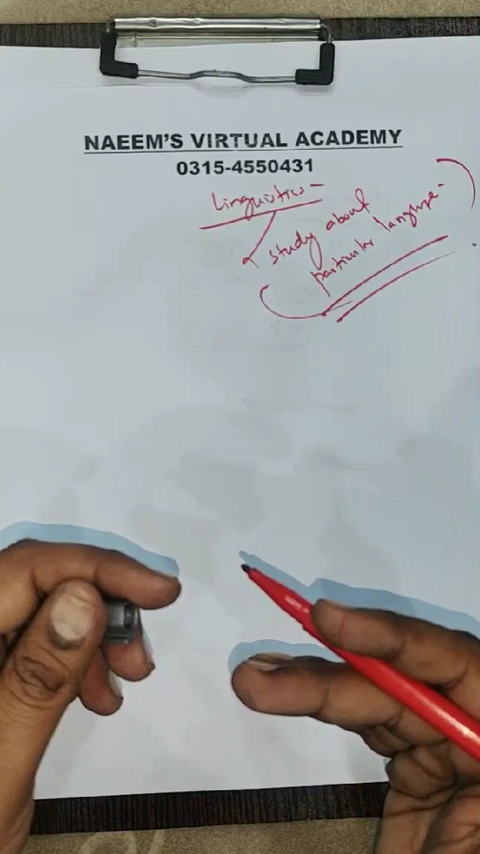 NAEEM'S VIRTUAL ACADEMY
0315-4550431
Linguistics-
study about
particular language-